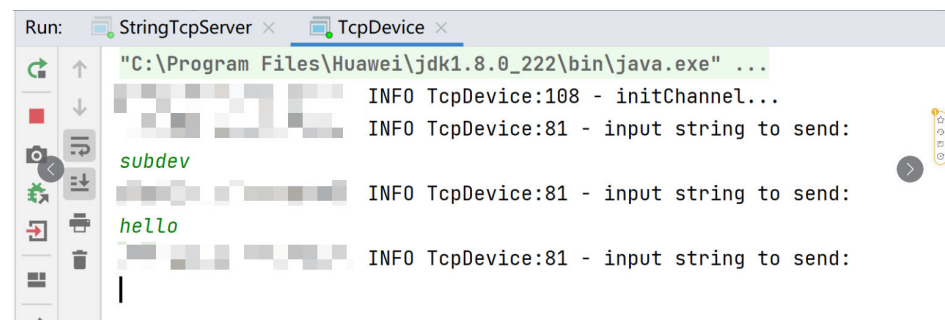 Run: StringTcpServer TcpDevice
"C:\Program Files\Huawei\jdk1.8.0_222\bin\java.exe" ...
INFO TcpDevice:108 - initChannel...
INFO TcpDevice:81 - input string to send:
subdev
INFO TcpDevice:81 - input string to send:
hello
INFO TcpDevice:81 - input string to send: